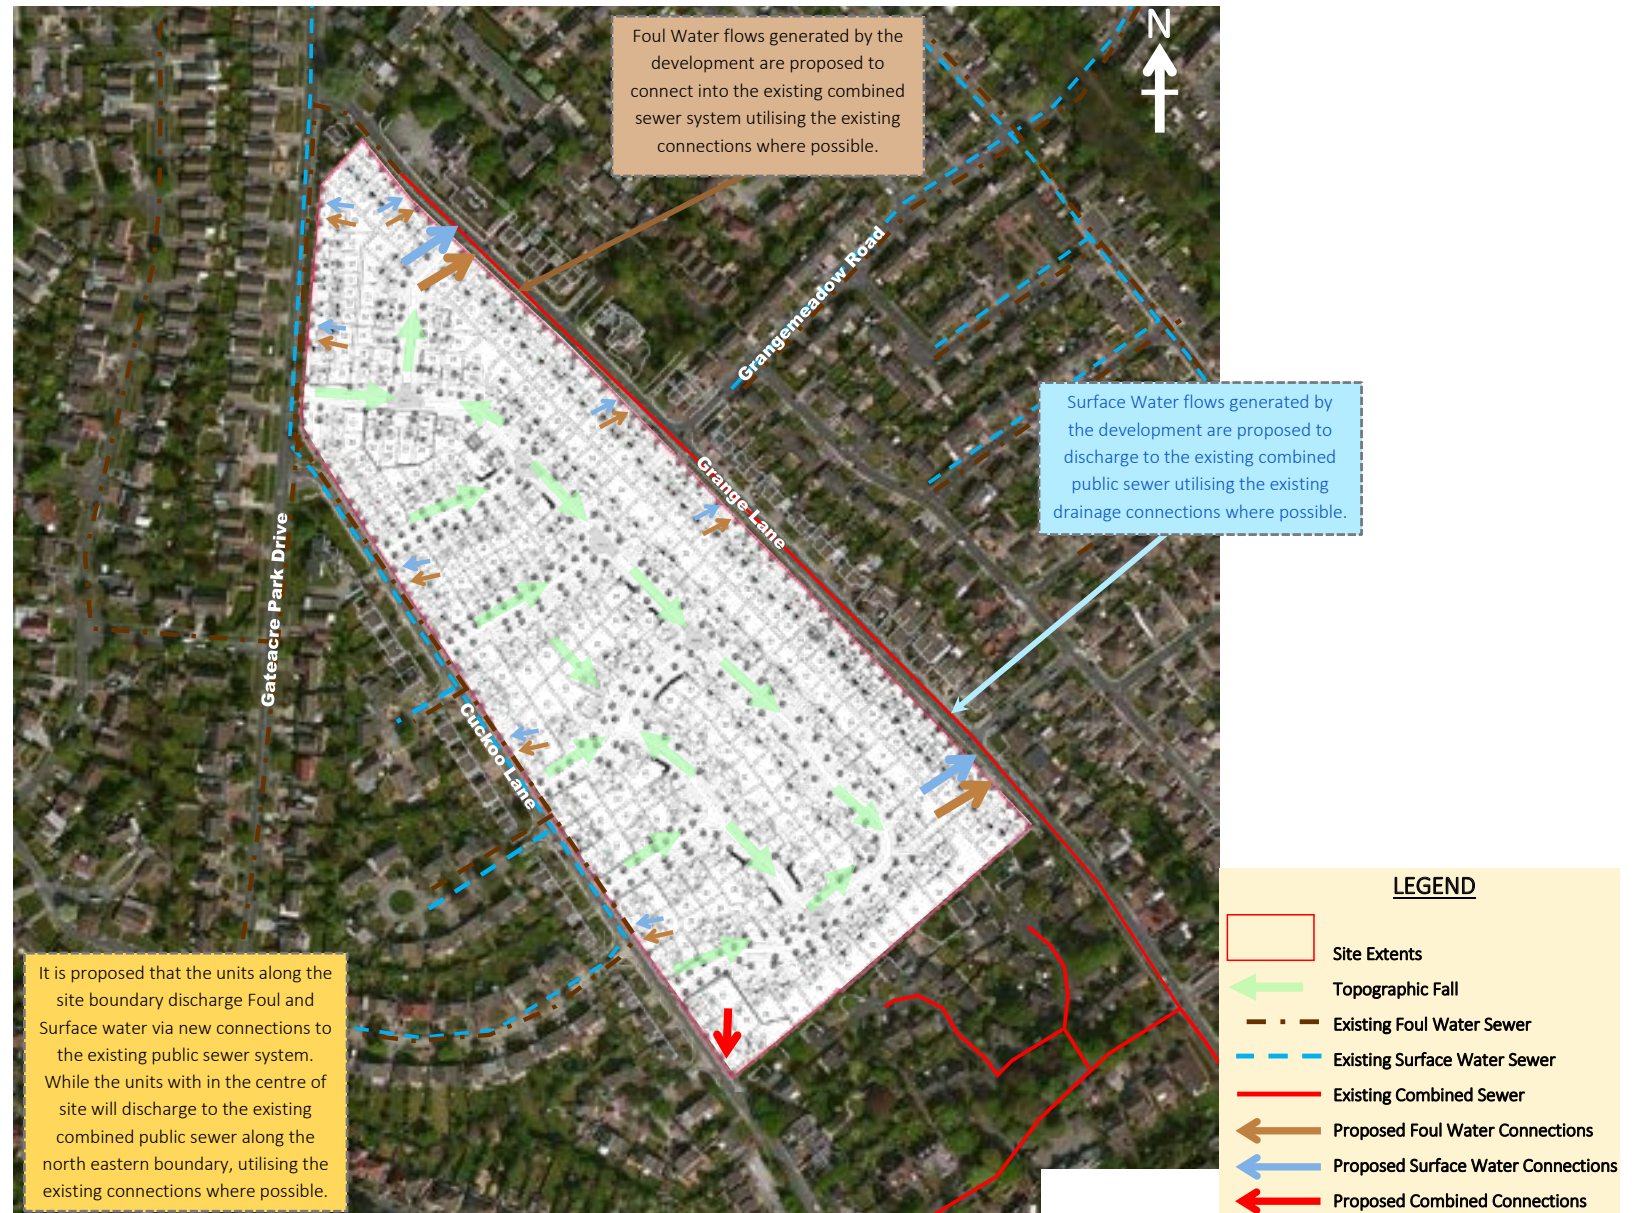 Foul Water flows generated by the
development are proposed to
connect into the existing combined
sewer system utilising the existing
connections where possible.
N
Grangemeadow Road
Surface Water flows generated by
the development are proposed to
discharge to the existing combined
public sewer utilising the existing
drainage connections where possible.
Grange Lane
Gateacre Park Drive
Cuckoo Lane
It is proposed that the units along the
site boundary discharge Foul and
Surface water via new connections to
the existing public sewer system.
While the units with in the centre of
site will discharge to the existing
combined public sewer along the
north eastern boundary, utilising the
existing connections where possible.
LEGEND
Site Extents
Topographic Fall
Existing Foul Water Sewer
Existing Surface Water Sewer
Existing Combined Sewer
Proposed Foul Water Connections
Proposed Surface Water Connections
Proposed Combined Connections